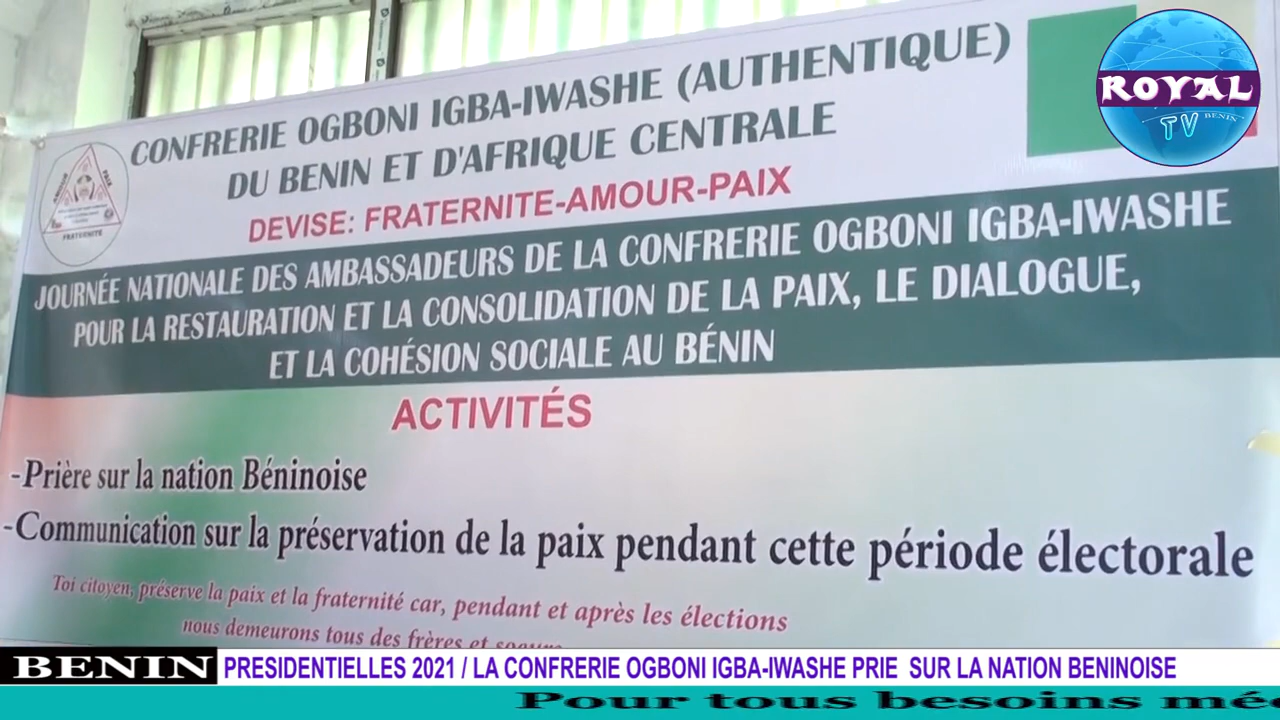 ROYAL
TV BENIN
CONFRERIE OGBONI IGBA-IWASHE (AUTHENTIQUE)
DU BENIN ET D'AFRIQUE CENTRALE
DEVISE: FRATERNITE-AMOUR-PAIX
FRATERNITE
JOURNÉE NATIONALE DES AMBASSADEURS DE LA CONFRERIE OGBONI IGBA-IWASHE
POUR LA RESTAURATION ET LA CONSOLIDATION DE LA PAIX, LE DIALOGUE,
ET LA COHÉSION SOCIALE AU BÉNIN
ACTIVITÉS
-Prière sur la nation Béninoise
-Communication sur la préservation de la paix pendant cette période électorale
Toi citoyen, préserve la paix et la fraternité car, pendant et après les élections
nous demeurons tous des frères et soeurs
BENIN PRESIDENTIELLES 2021 / LA CONFRERIE OGBONI IGBA-IWASHE PRIE SUR LA NATION BENINOISE
Pour tous besoins